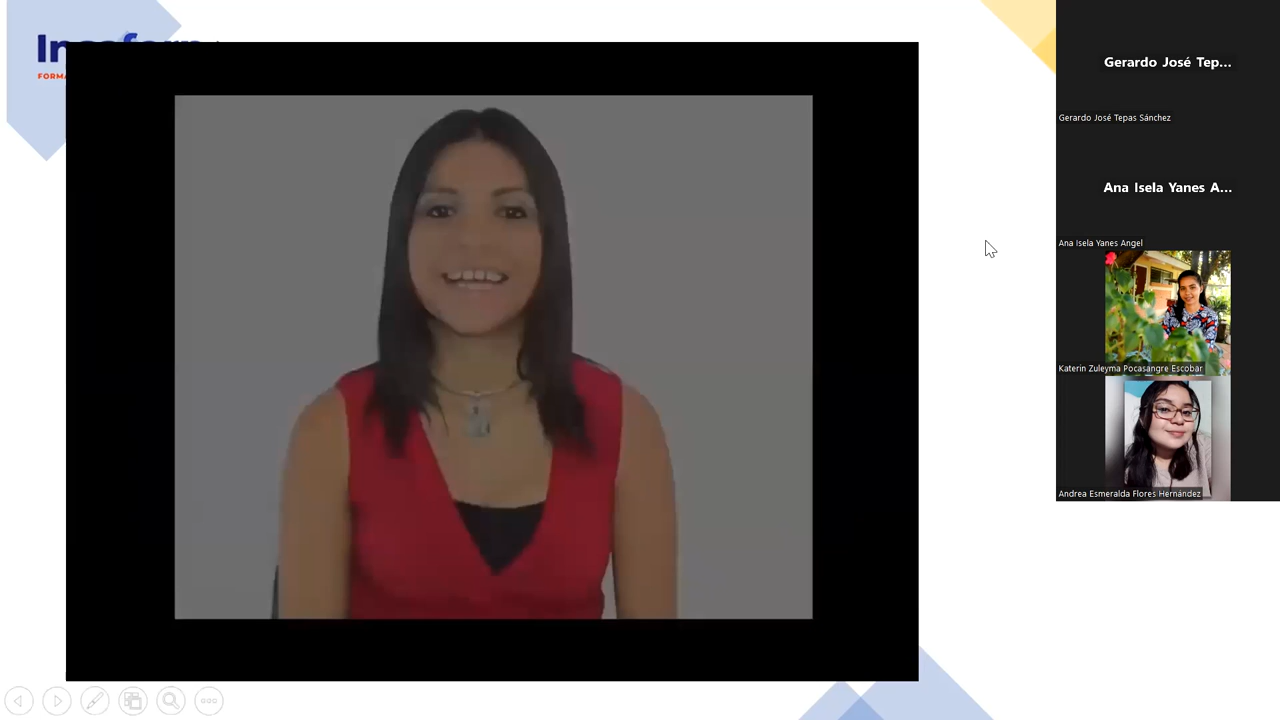 Gerardo José Tep...
Gerardo José Tepas Sánchez
Ana Isela Yanes A...
Ana Isela Yanes Angel
Katerin Zuleyma Pocasangre Escobar
Andrea Esmeralda Flores Hernández